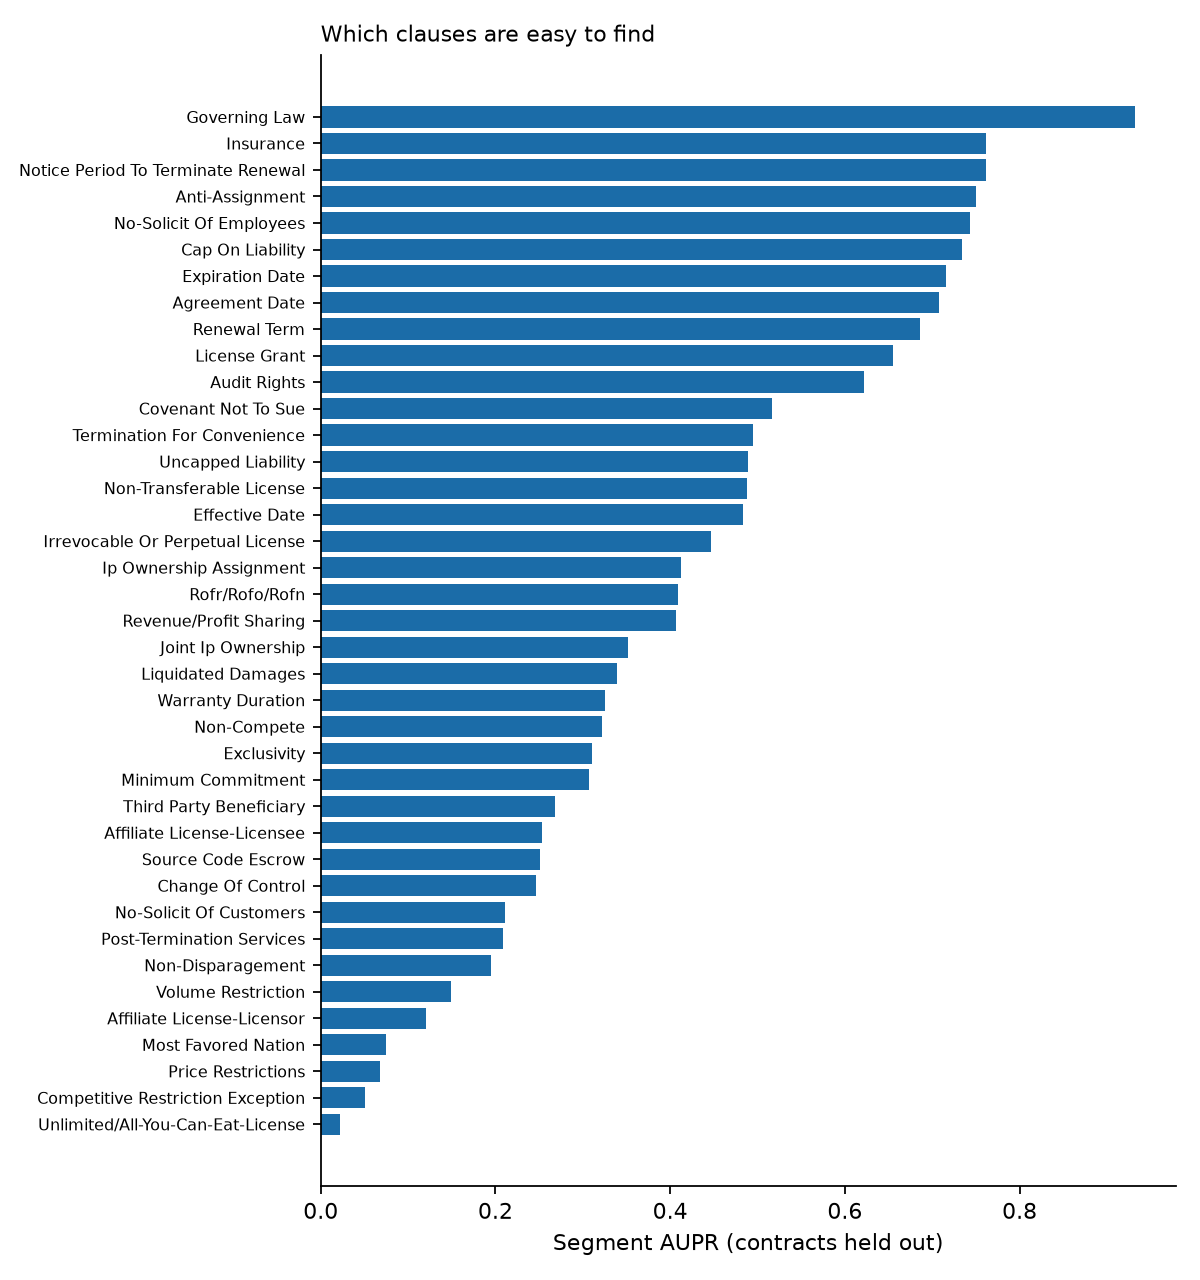 Which clauses are easy to find
Governing Law
Insurance
Notice Period To Terminate Renewal
Anti-Assignment
No-Solicit Of Employees
Cap On Liability
Expiration Date
Agreement Date
Renewal Term
License Grant
Audit Rights
Covenant Not To Sue
Termination For Convenience
Uncapped Liability
Non-Transferable License
Effective Date
Irrevocable Or Perpetual License
Ip Ownership Assignment
Rofr/Rofo/Rofn
Revenue/Profit Sharing
Joint Ip Ownership
Liquidated Damages
Warranty Duration
Non-Compete
Exclusivity
Minimum Commitment
Third Party Beneficiary
Affiliate License-Licensee
Source Code Escrow
Change Of Control
No-Solicit Of Customers
Post-Termination Services
Non-Disparagement
Volume Restriction
Affiliate License-Licensor
Most Favored Nation
Price Restrictions
Competitive Restriction Exception
Unlimited/All-You-Can-Eat-License
0.0 0.2 0.4 0.6 0.8
Segment AUPR (contracts held out)